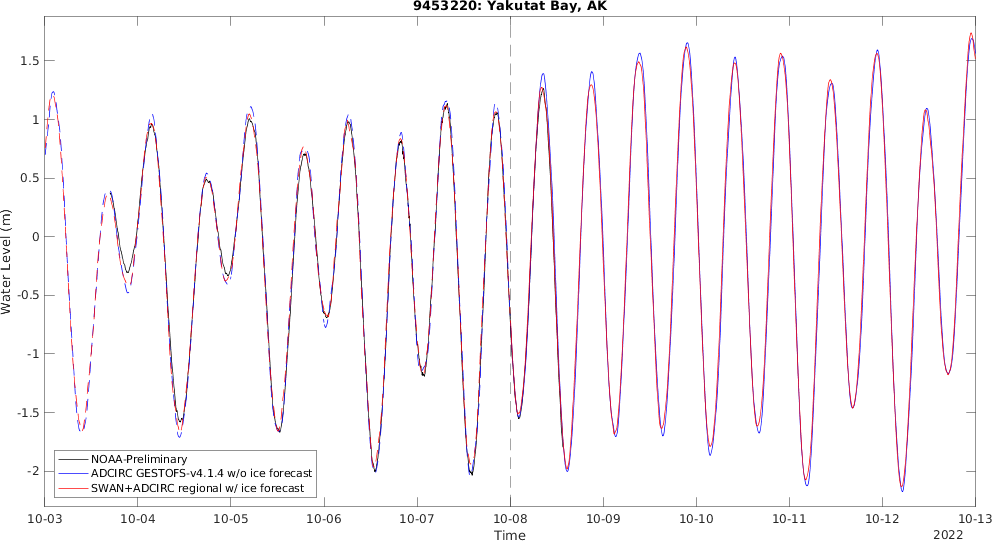 9453220: Yakutat Bay, AK
Water Level (m)
1.5
1
0.5
0
-0.5
-1
-1.5
-2
NOAA-Preliminary
ADCIRC GESTOFS-v4.1.4 w/o ice forecast
SWAN+ADCIRC regional w/ ice forecast
10-03 10-04 10-05 10-06 10-07 10-08 10-09 10-10 10-11 10-12 10-13
Time
2022